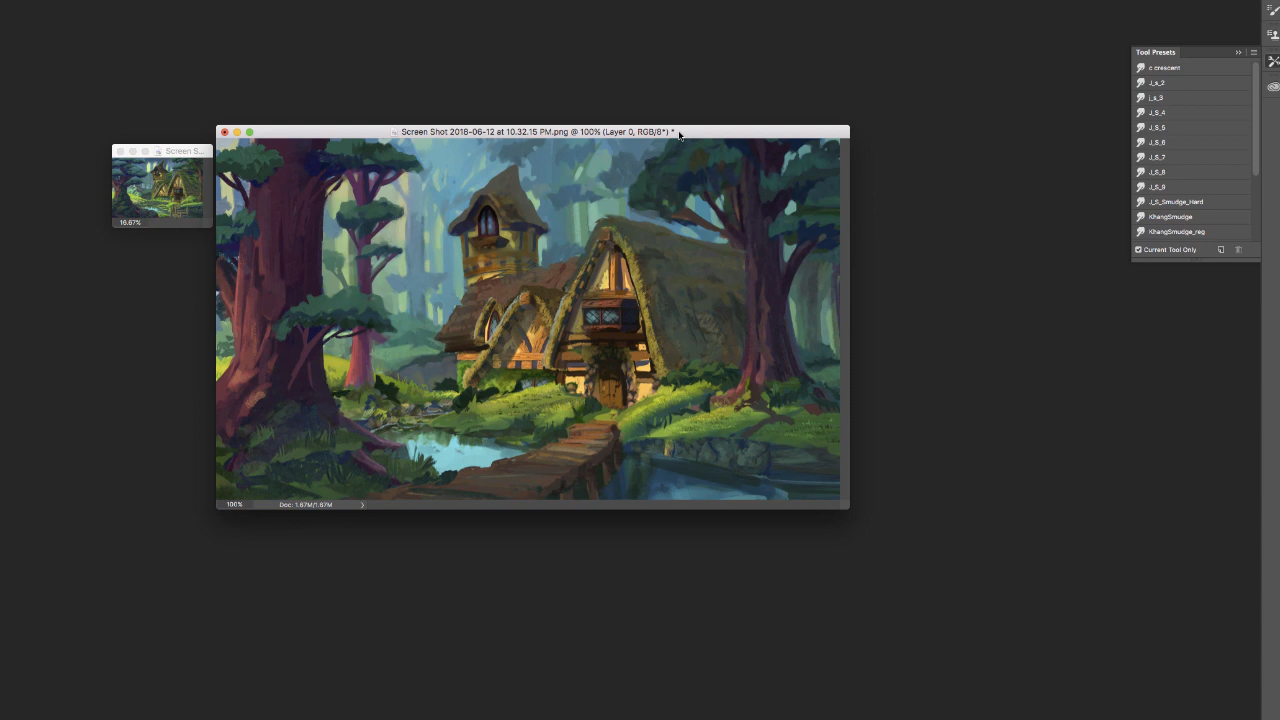 Screen Shot 2018-06-12 at 10.32.15 PM.png @ 100% (Layer 0, RGB/8*) *
Screen S...
16.67%
100%
Doc: 1.67M/1.67M
Tool Presets
c crescent
J_s_2
j_s_3
J_S_4
J_S_5
J_S_6
J_S_7
J_S_8
J_S_9
J_S_Smudge_Hard
KhangSmudge
KhangSmudge_reg
Current Tool Only